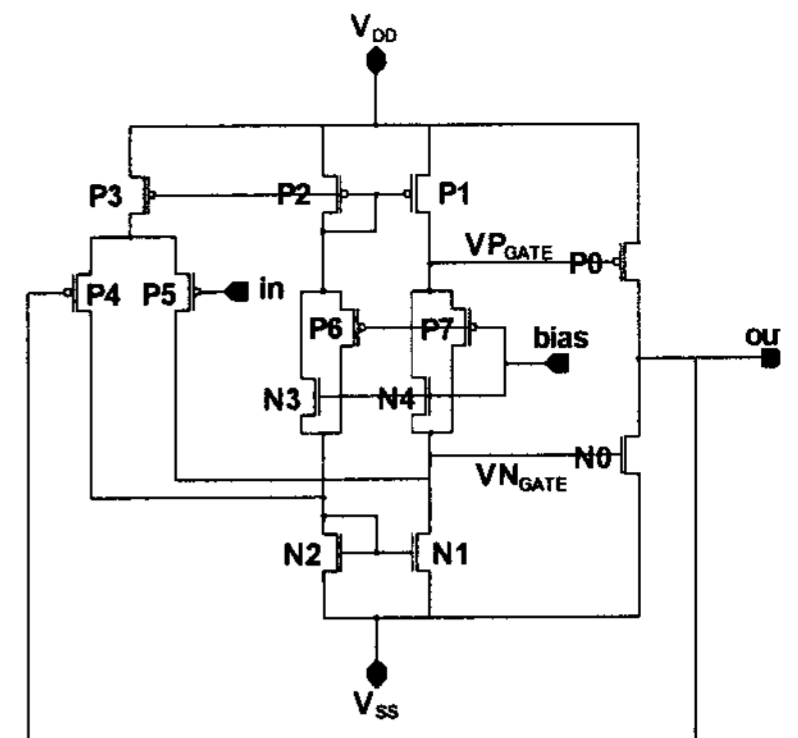 VDD
P3 P2 P1
VPGATE P0
P4 P5 in
P6 P7 bias
our
N3 N4
VNGATE N0
N2 N1
VSS